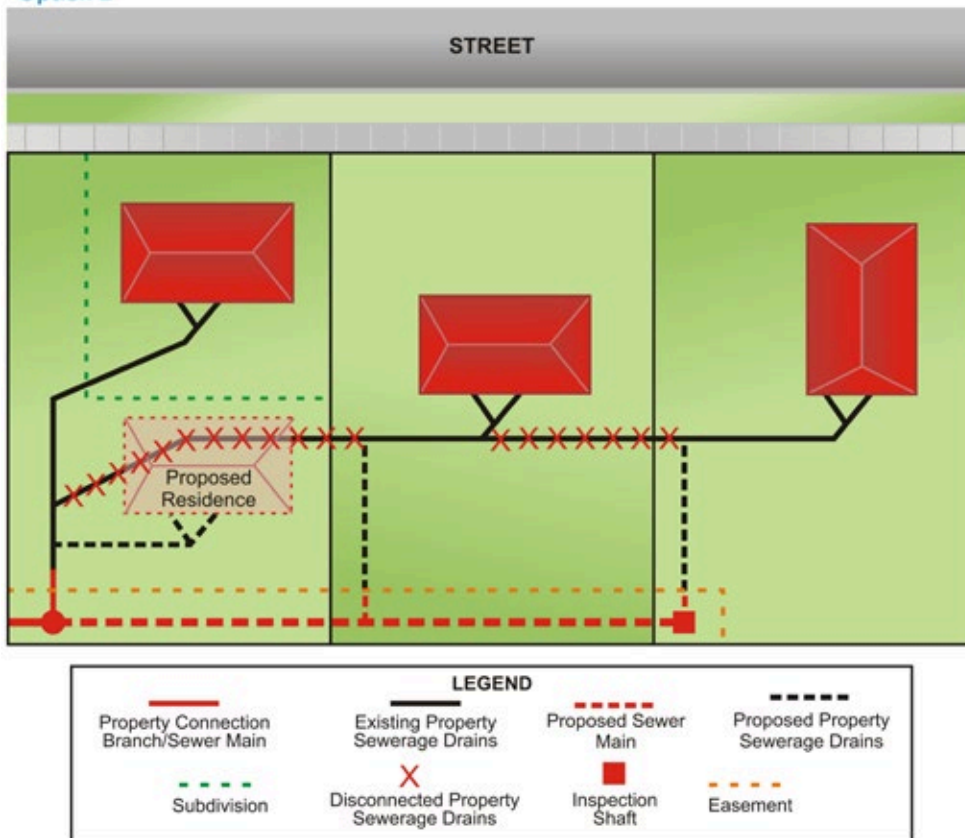 STREET
Proposed
Residence
LEGEND
Property Connection
Branch/Sewer Main
Existing Property
Sewerage Drains
Proposed Sewer
Main
Proposed Property
Sewerage Drains
Subdivision
Disconnected Property
Sewerage Drains
Inspection
Shaft
Easement